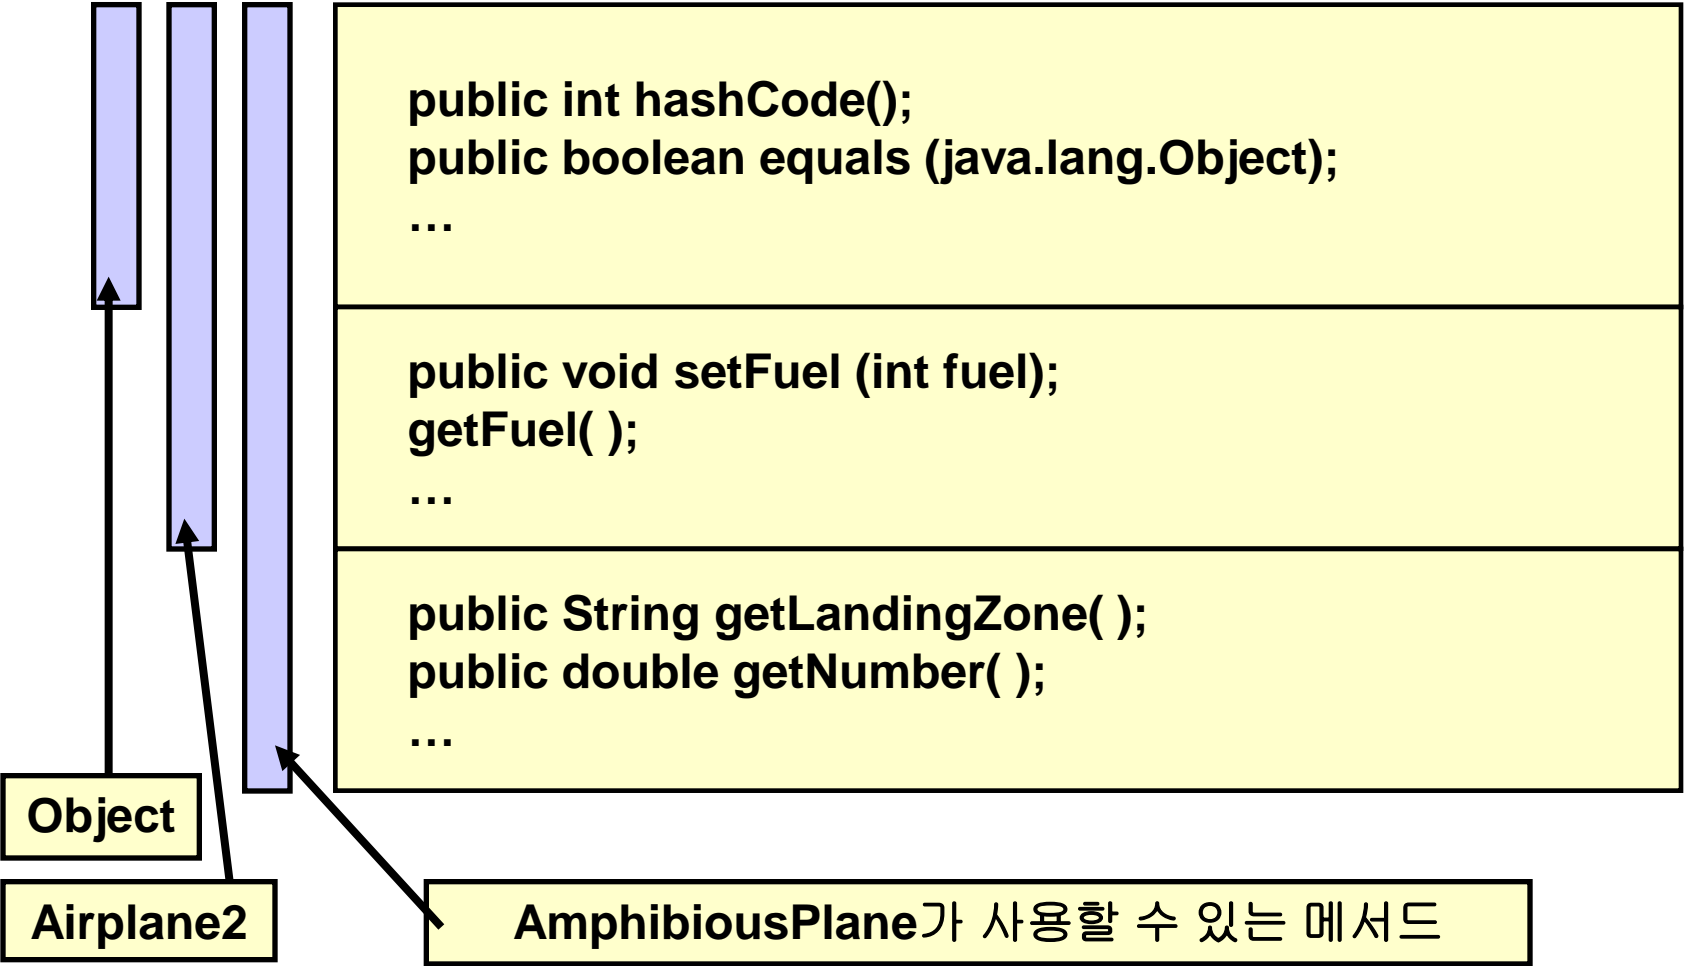 public int hashCode();
public boolean equals (java.lang.Object);
…
public void setFuel (int fuel);
getFuel( );
…
public String getLandingZone( );
public double getNumber( );
…
Object
Airplane2
AmphibiousPlane가 사용할 수 있는 메서드